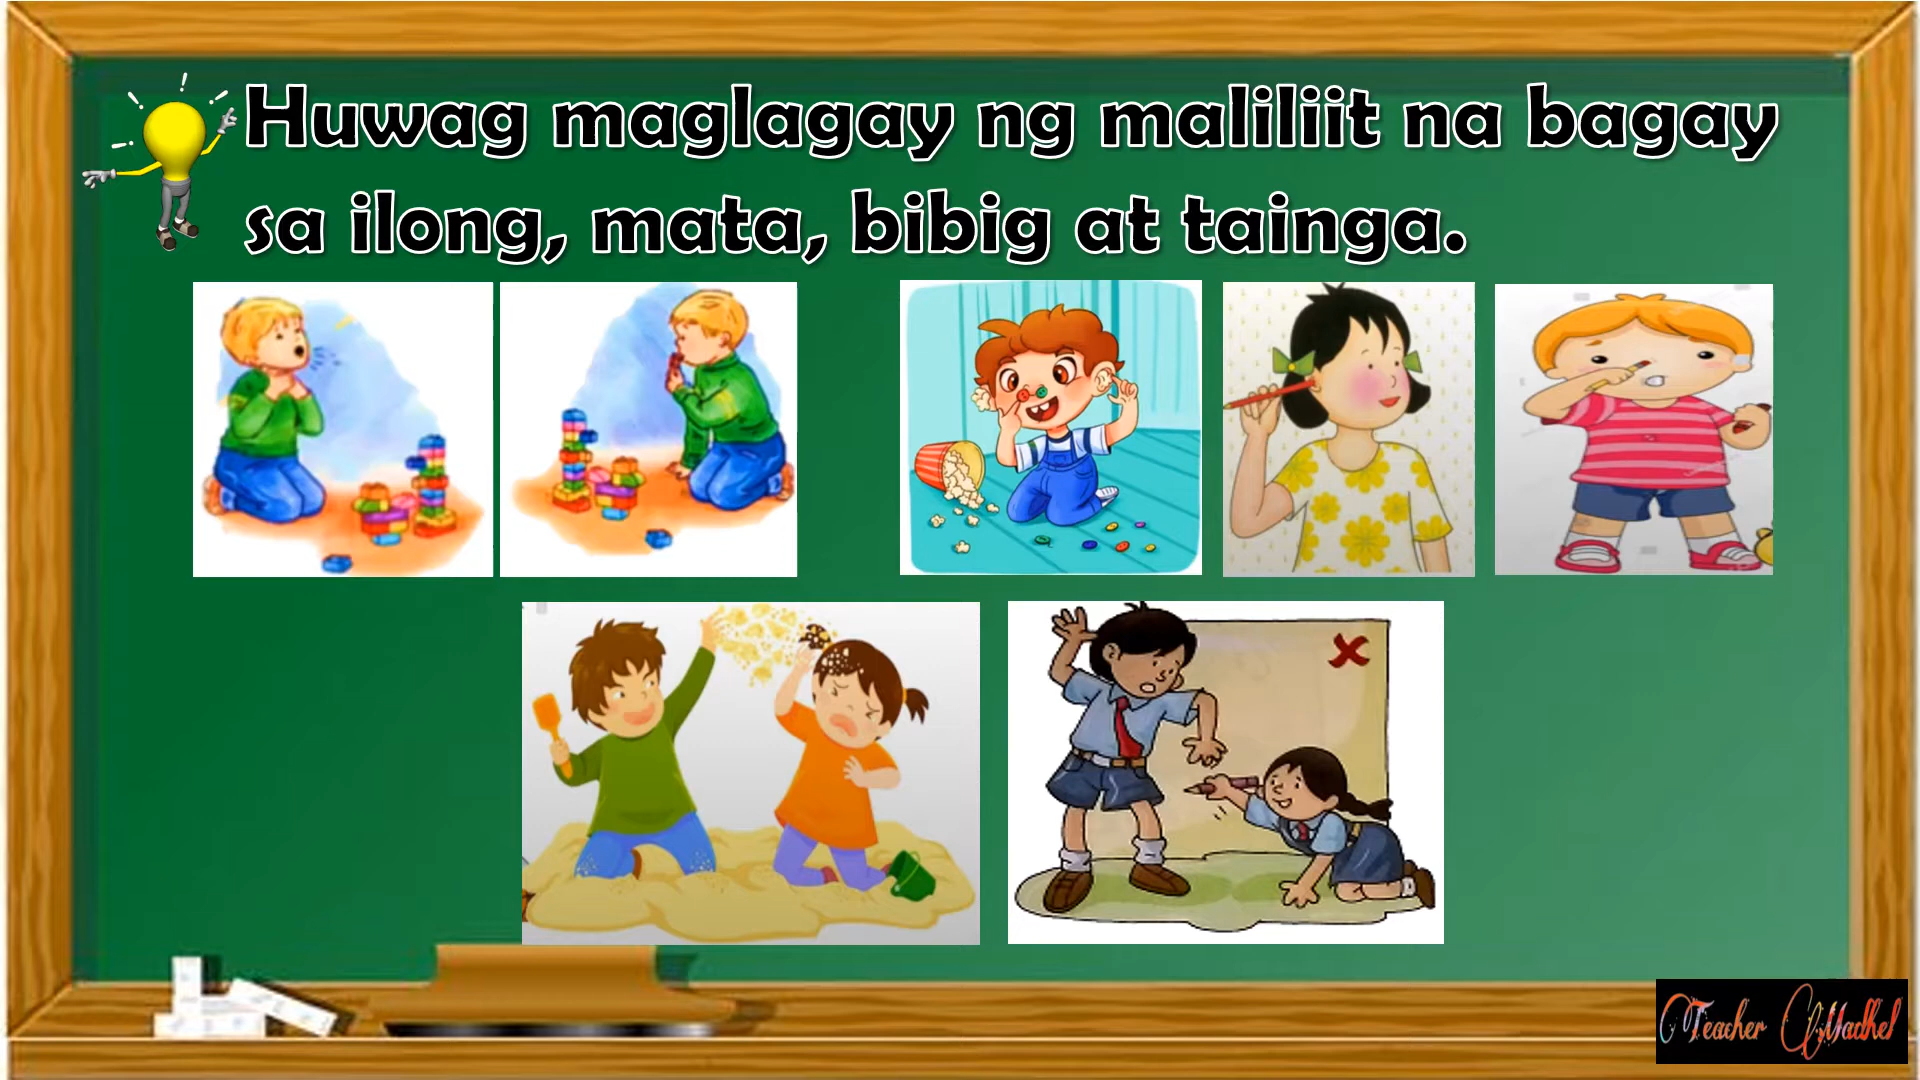 Huwag maglagay ng maliliit na bagay
sa ilong, mata, bibig at tainga.
Teacher Madhel